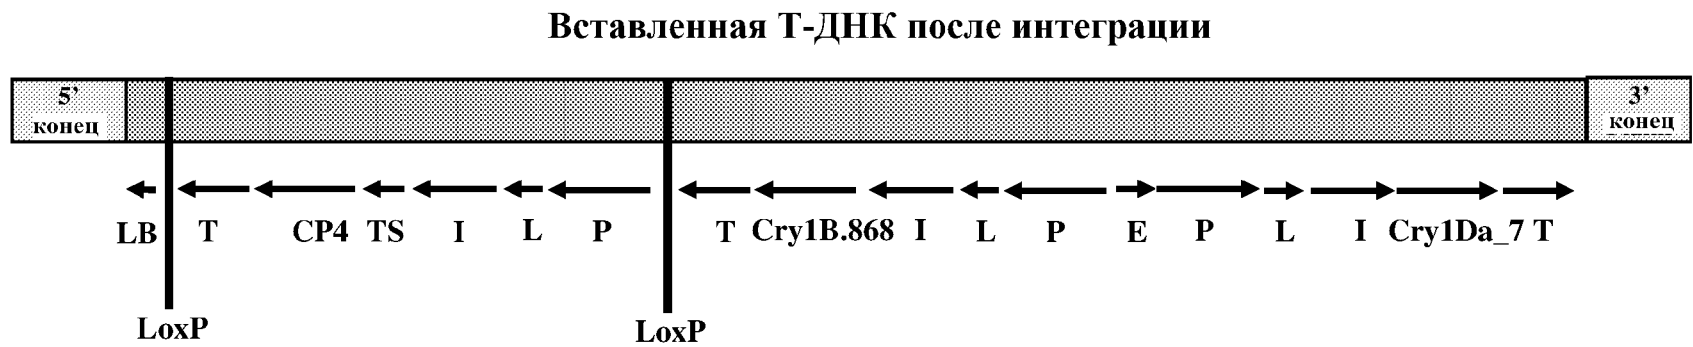 Вставленная Т-ДНК после интеграции
5’
конец
3’
конец
LB T CP4 TS I L P T Cry1B.868 I L P E P L I Cry1Da_7 T
LoxP LoxP